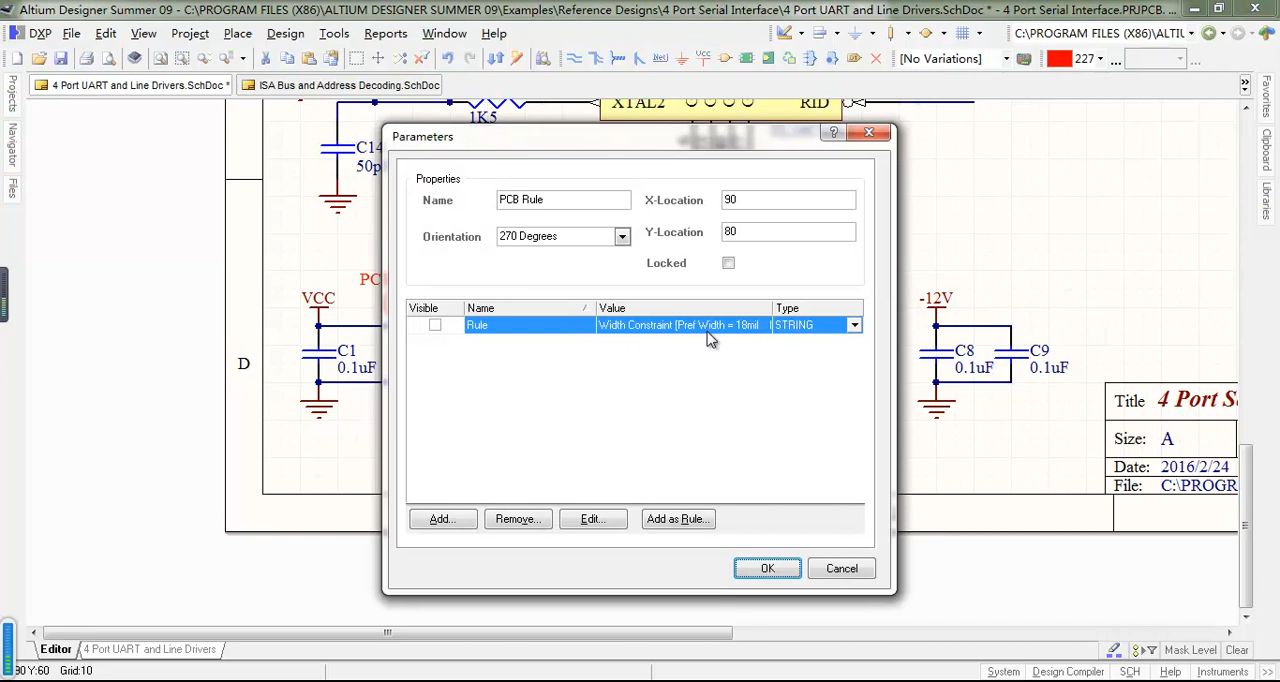 Altium Designer Summer 09 - C:\PROGRAM FILES (X86)\ALTIUM DESIGNER SUMMER 09\Examples\Reference Designs\4 Port Serial Interface\4 Port UART and Line Drivers.SchDoc * - 4 Port Serial Interface.PRJPCB.
DXP File Edit View Project Place Design Tools Reports Window Help
C:\PROGRAM FILES (X86)\ALTIU
[No Variations] 227 ...
4 Port UART and Line Drivers.SchDoc * ISA Bus and Address Decoding.SchDoc
Projects
Navigator
Files
Favorites
Clipboard
Libraries
XTAL2 RID
1K5
C14
50p
Parameters
Properties
Name PCB Rule X-Location 90
Orientation 270 Degrees Y-Location 80
Locked
Visible Name Value Type
Rule Width Constraint [Pref Width = 18mil STRING
Add... Remove... Edit... Add as Rule...
OK Cancel
PC
VCC
C1
0.1uF
D
-12V
C8 C9
0.1uF 0.1uF
Title 4 Port S
Size: A
Date: 2016/2/24
File: C:\PROGR
Editor 4 Port UART and Line Drivers
Mask Level Clear
Y:60 Grid:10
System Design Compiler SCH Help Instruments >>